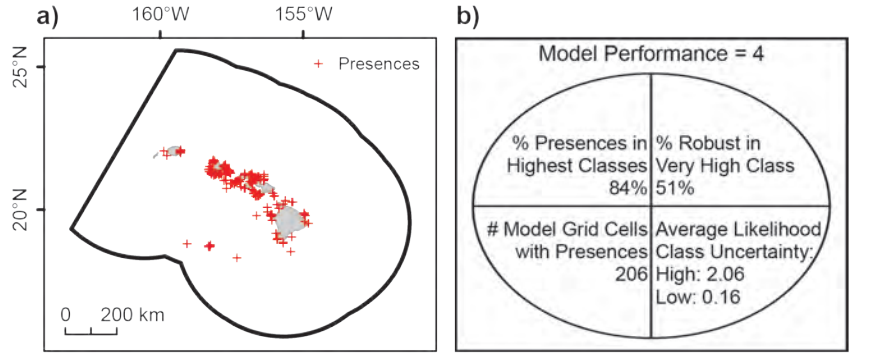 a)
160°W
155°W
25°N
20°N
+ Presences
0
200 km
b)
Model Performance = 4
% Presences in
Highest Classes
84%
% Robust in
Very High Class
51%
# Model Grid Cells
with Presences
206
Average Likelihood
Class Uncertainty:
High: 2.06
Low: 0.16